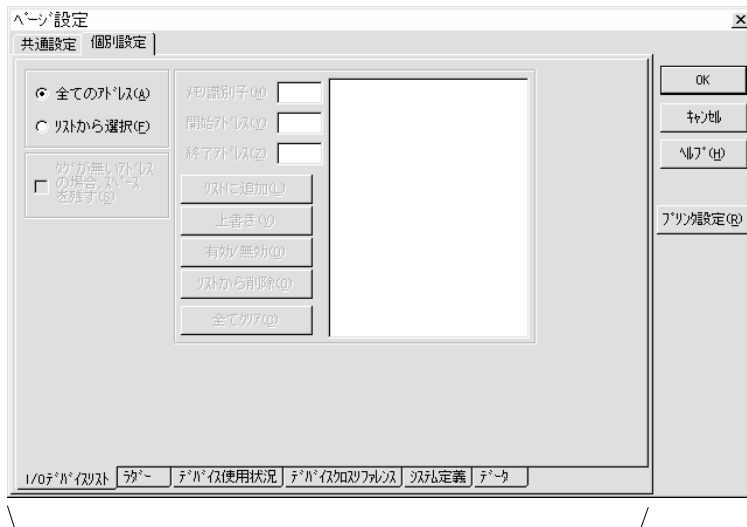 ﾍﾟｰｼﾞ設定
共通設定 個別設定
全てのｱﾄﾞﾚｽ(A)
ﾘｽﾄから選択(F)
ﾀｸﾞが無いｱﾄﾞﾚｽ
の場合､ｽﾍﾟｰｽ
を残す(S)
ﾒﾓﾘ識別子(M)
開始ｱﾄﾞﾚｽ(Y)
終了ｱﾄﾞﾚｽ(Z)
ﾘｽﾄに追加(L)
上書き(V)
有効/無効(D)
ﾘｽﾄから削除(O)
全てｸﾘｱ(C)
OK
ｷｬﾝｾﾙ
ﾍﾙﾌﾟ(H)
ﾌﾟﾘﾝﾀ設定(R)
I/Oﾃﾞﾊﾞｲｽﾘｽﾄ ﾗﾀﾞｰ ﾃﾞﾊﾞｲｽ使用状況 ﾃﾞﾊﾞｲｽｸﾛｽﾘﾌｧﾚﾝｽ ｼｽﾃﾑ定義 ﾃﾞｰﾀ